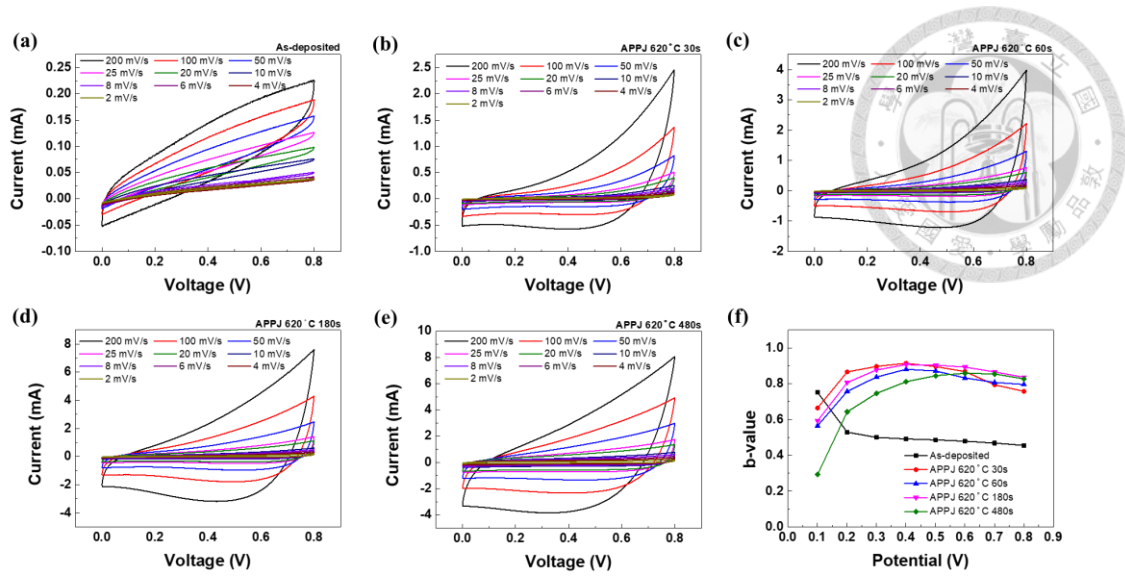 (a)
As-deposited
200 mV/s 100 mV/s 50 mV/s
25 mV/s 20 mV/s 10 mV/s
8 mV/s 6 mV/s 4 mV/s
2 mV/s
0.25
0.20
0.15
0.10
0.05
0.00
-0.05
-0.10
Current (mA)
0.0 0.2 0.4 0.6 0.8
Voltage (V)
(b)
APPJ 620°C 30s
200 mV/s 100 mV/s 50 mV/s
25 mV/s 20 mV/s 10 mV/s
8 mV/s 6 mV/s 4 mV/s
2 mV/s
2.5
2.0
1.5
1.0
0.5
0.0
-0.5
-1.0
Current (mA)
0.0 0.2 0.4 0.6 0.8
Voltage (V)
(c)
APPJ 620°C 60s
200 mV/s 100 mV/s 50 mV/s
25 mV/s 20 mV/s 10 mV/s
8 mV/s 6 mV/s 4 mV/s
2 mV/s
4
3
2
1
0
-1
-2
Current (mA)
0.0 0.2 0.4 0.6 0.8
Voltage (V)
(d)
APPJ 620°C 180s
200 mV/s 100 mV/s 50 mV/s
25 mV/s 20 mV/s 10 mV/s
8 mV/s 6 mV/s 4 mV/s
2 mV/s
8
6
4
2
0
-2
-4
Current (mA)
0.0 0.2 0.4 0.6 0.8
Voltage (V)
(e)
APPJ 620°C 480s
200 mV/s 100 mV/s 50 mV/s
25 mV/s 20 mV/s 10 mV/s
8 mV/s 6 mV/s 4 mV/s
2 mV/s
10
8
6
4
2
0
-2
-4
Current (mA)
0.0 0.2 0.4 0.6 0.8
Voltage (V)
(f)
1.0
0.8
0.6
0.4
0.2
0.0
b-value
As-deposited
APPJ 620°C 30s
APPJ 620°C 60s
APPJ 620°C 180s
APPJ 620°C 480s
0.0 0.1 0.2 0.3 0.4 0.5 0.6 0.7 0.8 0.9
Potential (V)